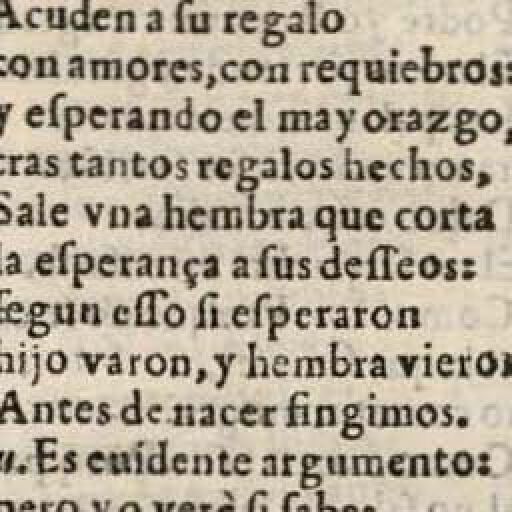 Acuden a ſu regalo
con amores, con requiebros:
y eſperando el mayorazgo,
tras tantos regalos hechos,
Sale vna hembra que corta
la eſperança a ſus deſſeos:
ſegun eſſo ſi eſperaron
hijo varon, y hembra vieron
Antes de nacer fingimos.
Es euidente argumento:
pero yo verè ſi ſabes